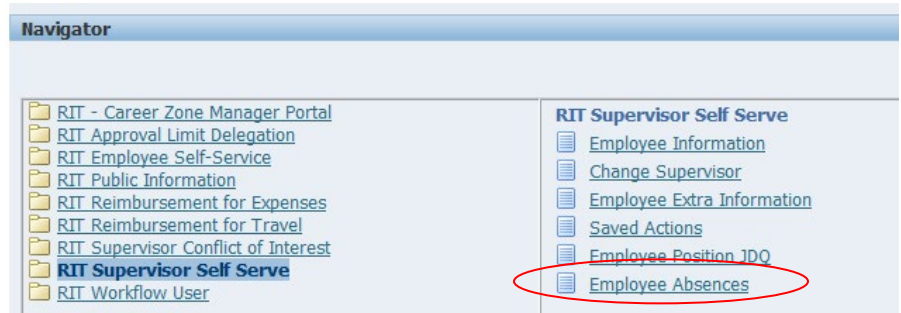 Navigator
RIT - Career Zone Manager Portal
RIT Approval Limit Delegation
RIT Employee Self-Service
RIT Public Information
RIT Reimbursement for Expenses
RIT Reimbursement for Travel
RIT Supervisor Conflict of Interest
RIT Supervisor Self Serve
RIT Workflow User
RIT Supervisor Self Serve
Employee Information
Change Supervisor
Employee Extra Information
Saved Actions
Employee Position JDQ
Employee Absences